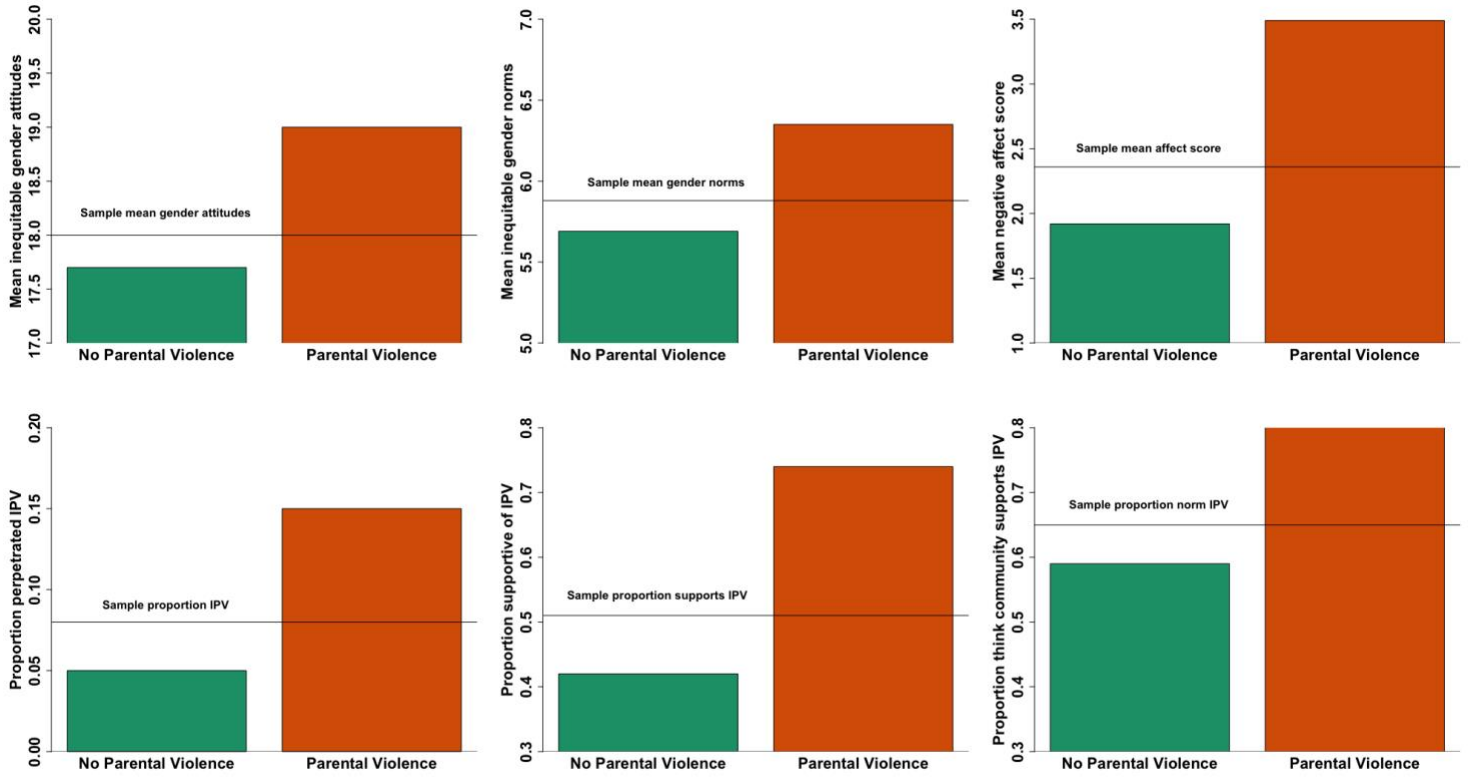 Mean inequitable gender attitudes
20.0
19.5
19.0
18.5
18.0
17.5
17.0
Sample mean gender attitudes
No Parental Violence
Parental Violence
Mean inequitable gender norms
7.0
6.5
6.0
5.5
5.0
Sample mean gender norms
No Parental Violence
Parental Violence
Mean negative affect score
3.5
3.0
2.5
2.0
1.5
1.0
Sample mean affect score
No Parental Violence
Parental Violence
Proportion perpetrated IPV
0.20
0.15
0.10
0.05
0.00
Sample proportion IPV
No Parental Violence
Parental Violence
Proportion supportive of IPV
0.8
0.7
0.6
0.5
0.4
0.3
Sample proportion supports IPV
No Parental Violence
Parental Violence
Proportion think community supports IPV
0.8
0.7
0.6
0.5
0.4
0.3
Sample proportion norm IPV
No Parental Violence
Parental Violence